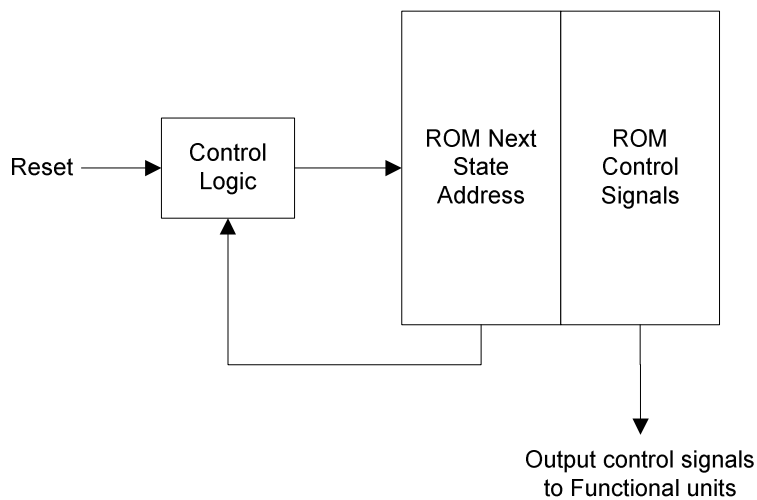 Reset
Control
Logic
ROM Next
State
Address
ROM
Control
Signals
Output control signals
to Functional units